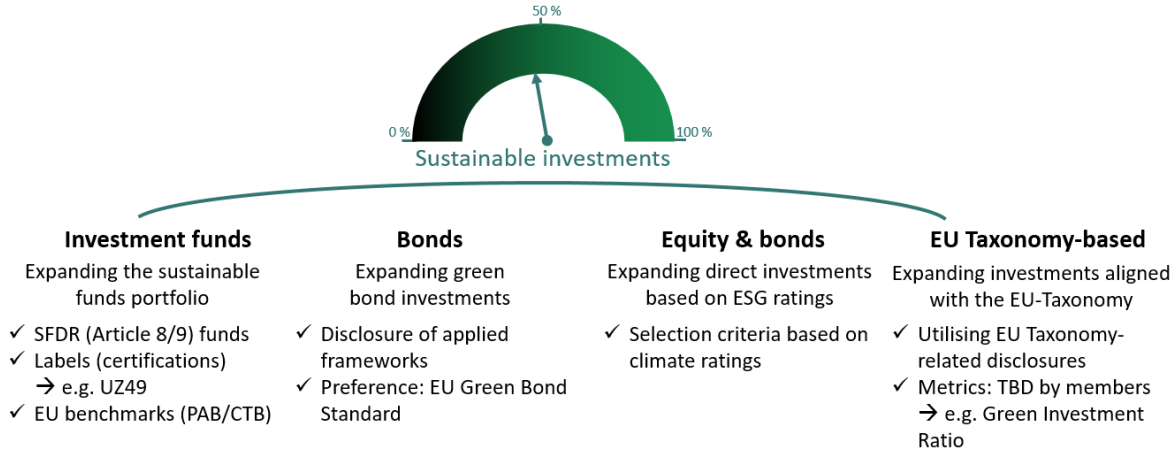 50 %
0 %
100 %
Sustainable investments
Investment funds
Expanding the sustainable
funds portfolio
✓ SFDR (Article 8/9) funds
✓ Labels (certifications)
→ e.g. UZ49
✓ EU benchmarks (PAB/CTB)
Bonds
Expanding green
bond investments
✓ Disclosure of applied
frameworks
✓ Preference: EU Green Bond
Standard
Equity & bonds
Expanding direct investments
based on ESG ratings
✓ Selection criteria based on
climate ratings
EU Taxonomy-based
Expanding investments aligned
with the EU-Taxonomy
✓ Utilising EU Taxonomy-
related disclosures
✓ Metrics: TBD by members
→ e.g. Green Investment
Ratio